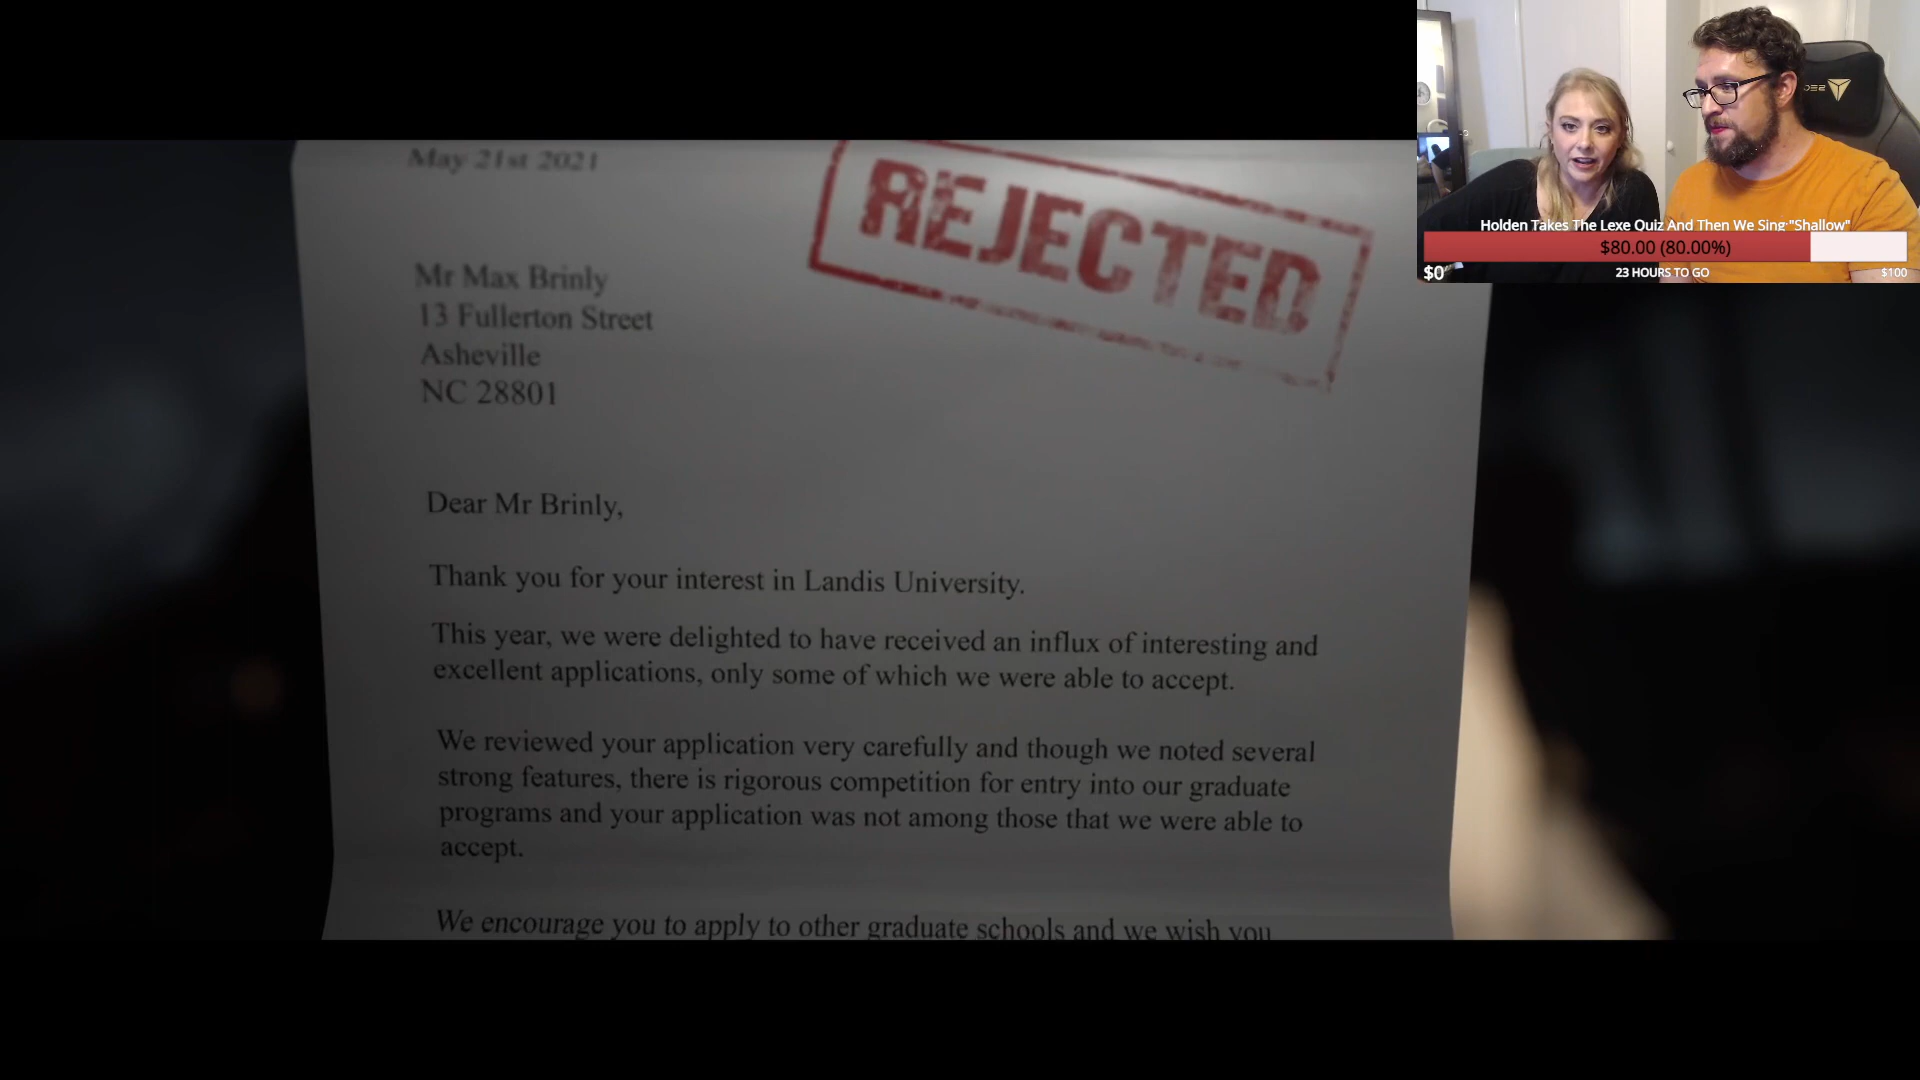 May 21st 2021
REJECTED
Mr Max Brinly
13 Fullerton Street
Asheville
NC 28801
Dear Mr Brinly,
Thank you for your interest in Landis University.
This year, we were delighted to have received an influx of interesting and
excellent applications, only some of which we were able to accept.
We reviewed your application very carefully and though we noted several
strong features, there is rigorous competition for entry into our graduate
programs and your application was not among those that we were able to
accept.
We encourage you to apply to other graduate schools and we wish you
Holden Takes The Lexe Quiz And Then We Sing "Shallow"
$80.00 (80.00%)
$0
23 HOURS TO GO
$100